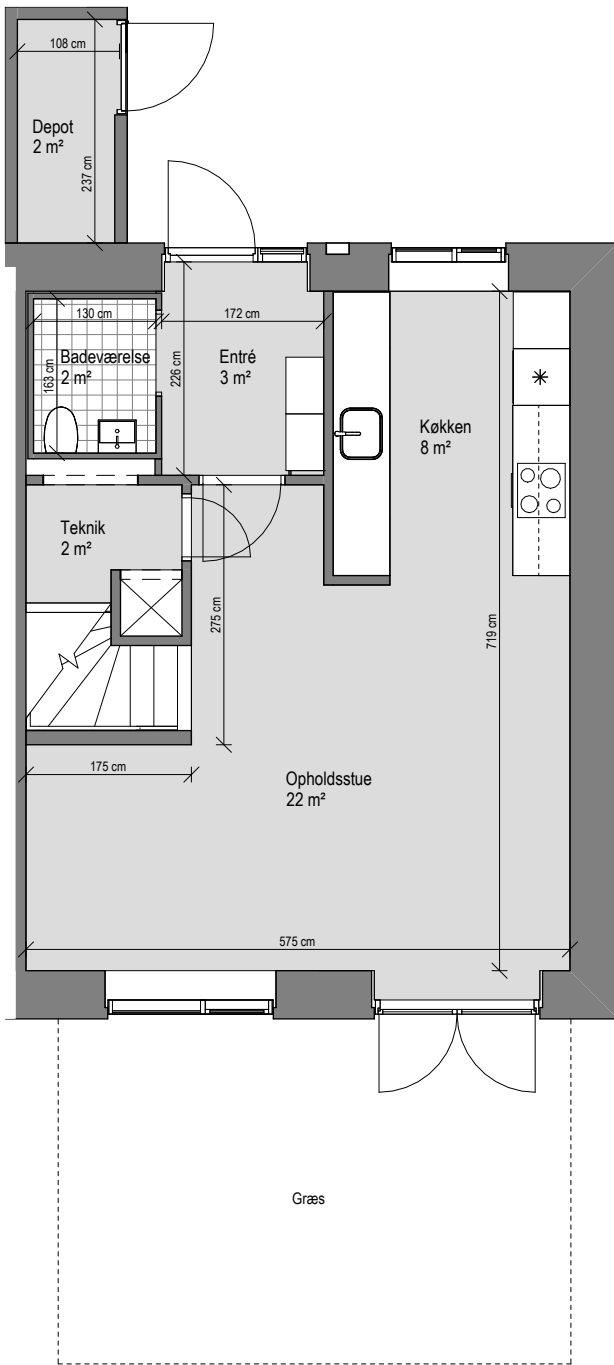 108 cm
Depot
2 m²
237 cm
130 cm
172 cm
Badeværelse
2 m²
163 cm
Entré
3 m²
226 cm
Køkken
8 m²
Teknik
2 m²
275 cm
719 cm
175 cm
Opholdsstue
22 m²
575 cm
Græs